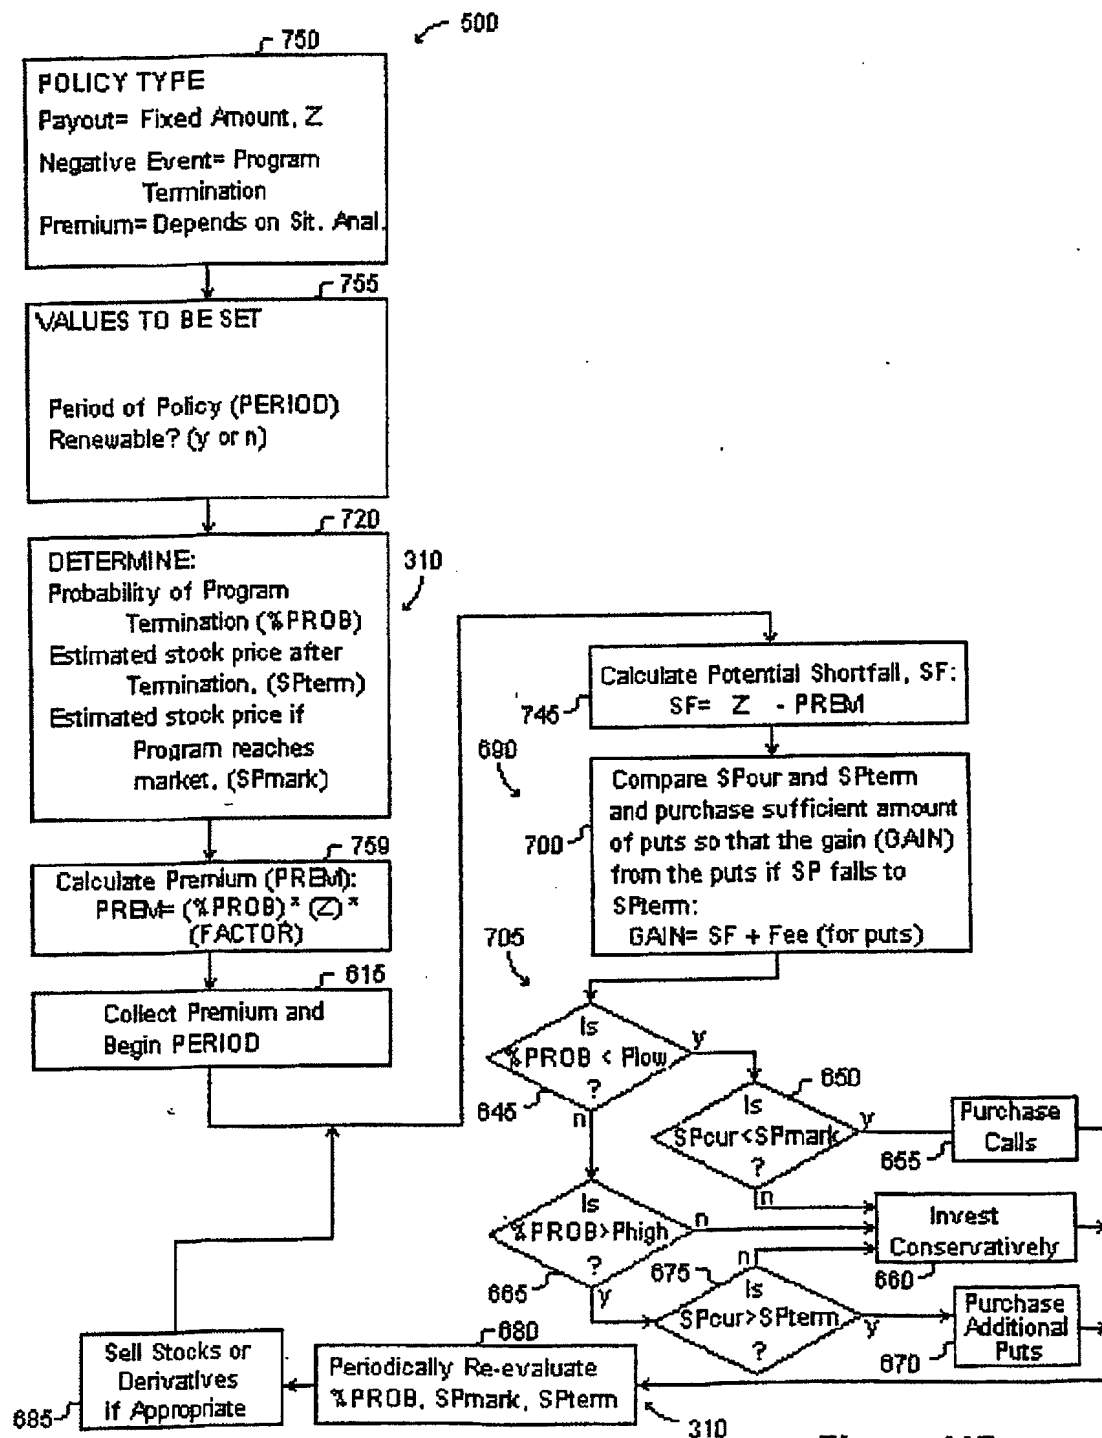 500
750
POLICY TYPE
Payout= Fixed Amount, Z
Negative Event= Program
Termination
Premium= Depends on Sit. Anal.
755
VALUES TO BE SET
Period of Policy (PERIOD)
Renewable? (y or n)
720
DETERMINE:
Probability of Program
Termination (%PROB)
Estimated stock price after
Termination, (SPterm)
Estimated stock price if
Program reaches
market, (SPmark)
310
759
Calculate Premium (PREM):
PREM= (%PROB)* (Z)*
(FACTOR)
615
Collect Premium and
Begin PERIOD
Calculate Potential Shortfall, SF:
SF= Z - PREM
745
690
Compare SPcur and SPterm
and purchase sufficient amount
of puts so that the gain (GAIN)
from the puts if SP falls to
SPterm:
GAIN= SF + Fee (for puts)
700
705
Is
%PROB < Plow
?
y
n
645
650
Is
SPcur<SPmark
?
y
n
655
Purchase
Calls
Is
%PROB>Phigh
?
n
y
665
Invest
Conservatively
660
675
n
Is
SPcur>SPterm
?
y
Purchase
Additional
Puts
670
680
Periodically Re-evaluate
%PROB, SPmark, SPterm
310
Sell Stocks or
Derivatives
if Appropriate
685